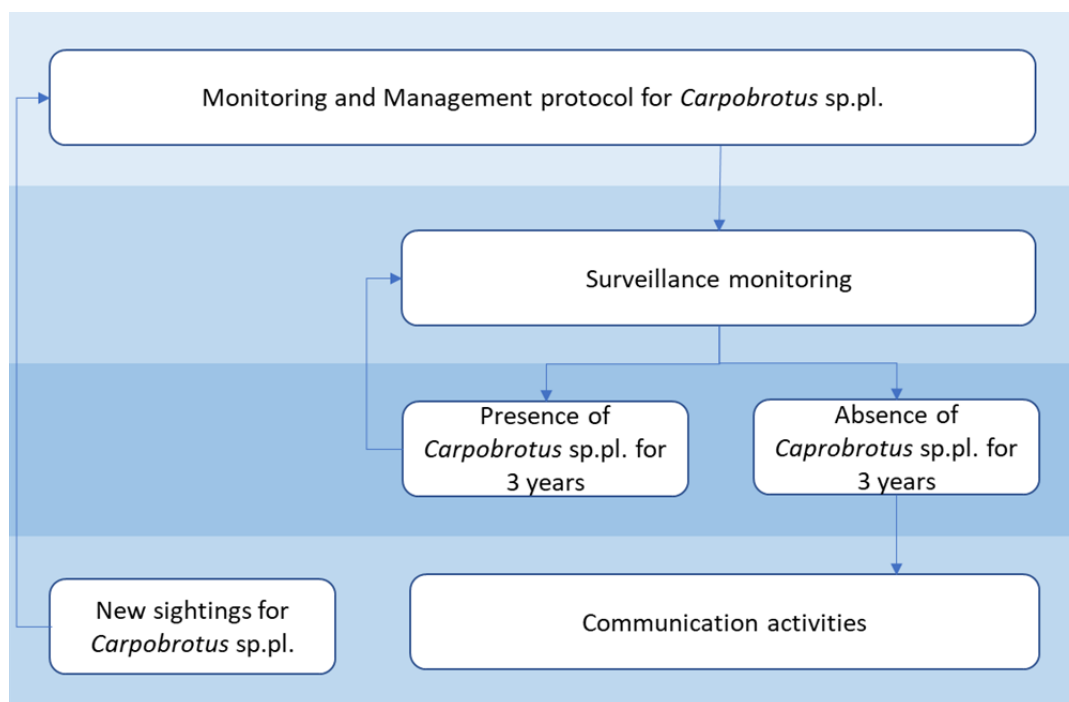 Monitoring and Management protocol for Carpobrotus sp.pl.
Surveillance monitoring
Presence of
Carpobrotus sp.pl. for
3 years
Absence of
Caprobrotus sp.pl. for
3 years
New sightings for
Carpobrotus sp.pl.
Communication activities